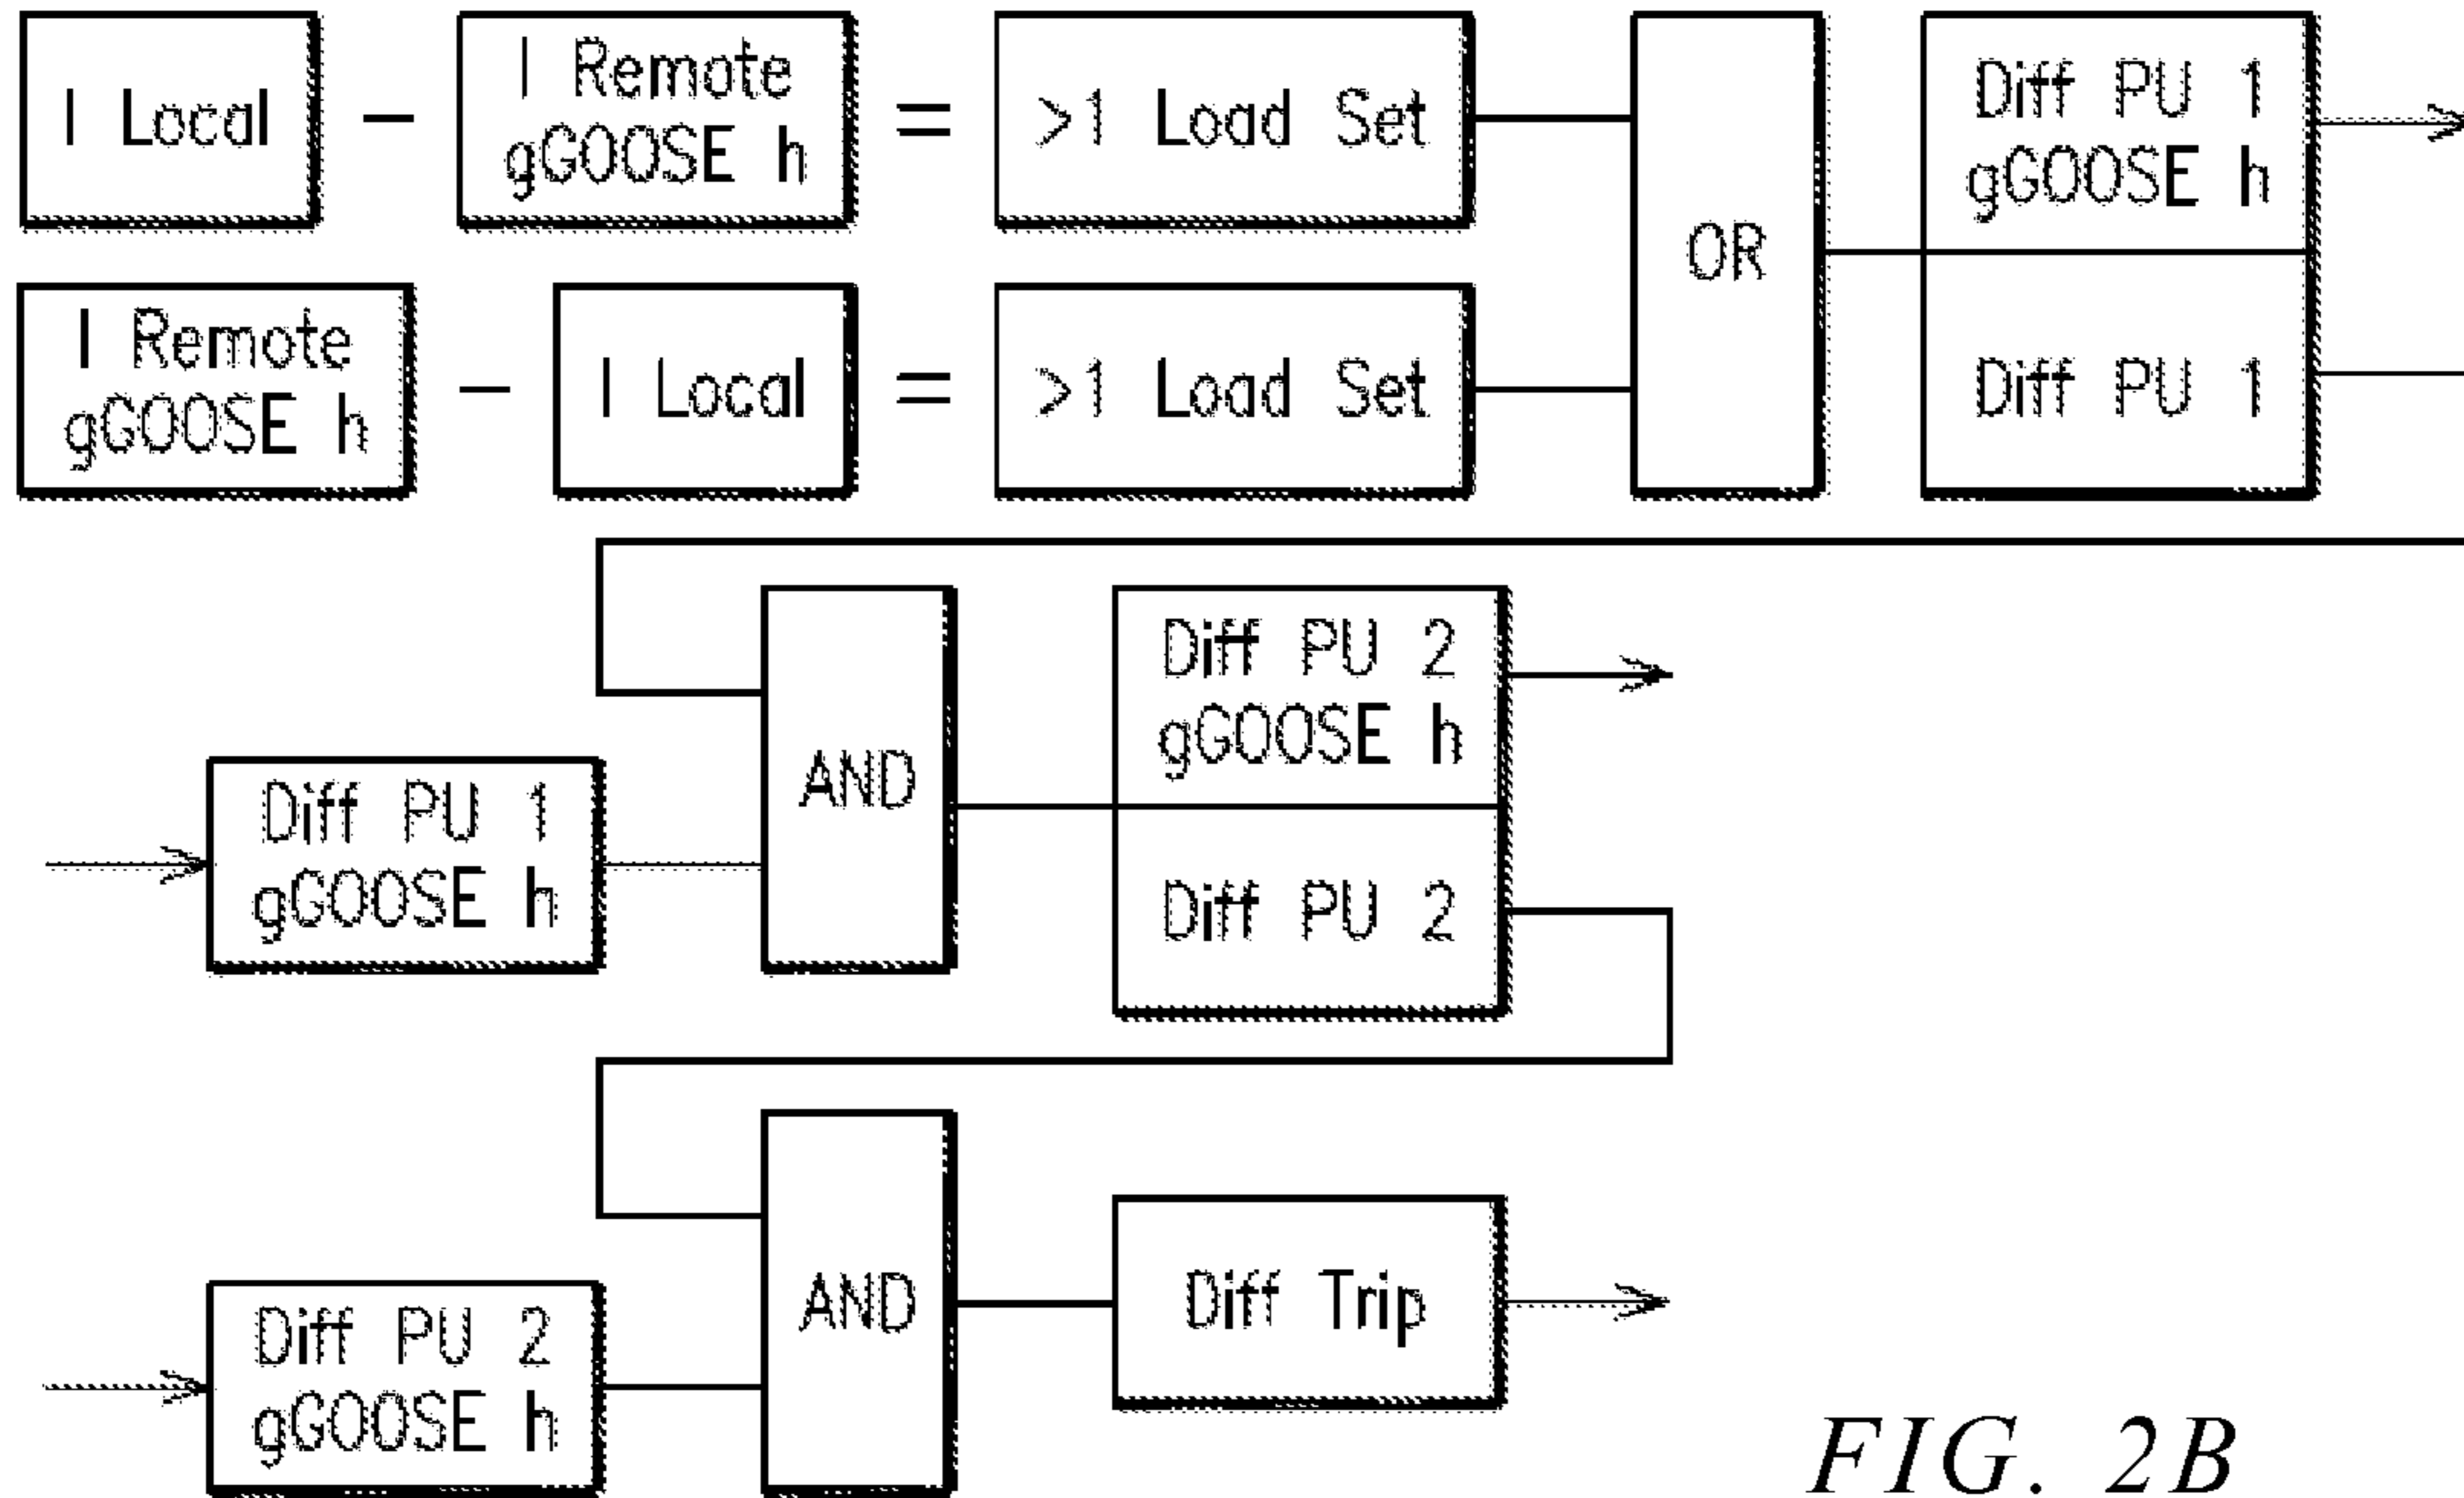 I Local - I Remote gGOOSE h = >1 Load Set
OR
Diff PU 1
gGOOSE h
I Remote gGOOSE h - I Local = >1 Load Set
Diff PU 1
AND
Diff PU 2
gGOOSE h
Diff PU 1
gGOOSE h
Diff PU 2
AND
Diff Trip
Diff PU 2
gGOOSE h
FIG. 2B